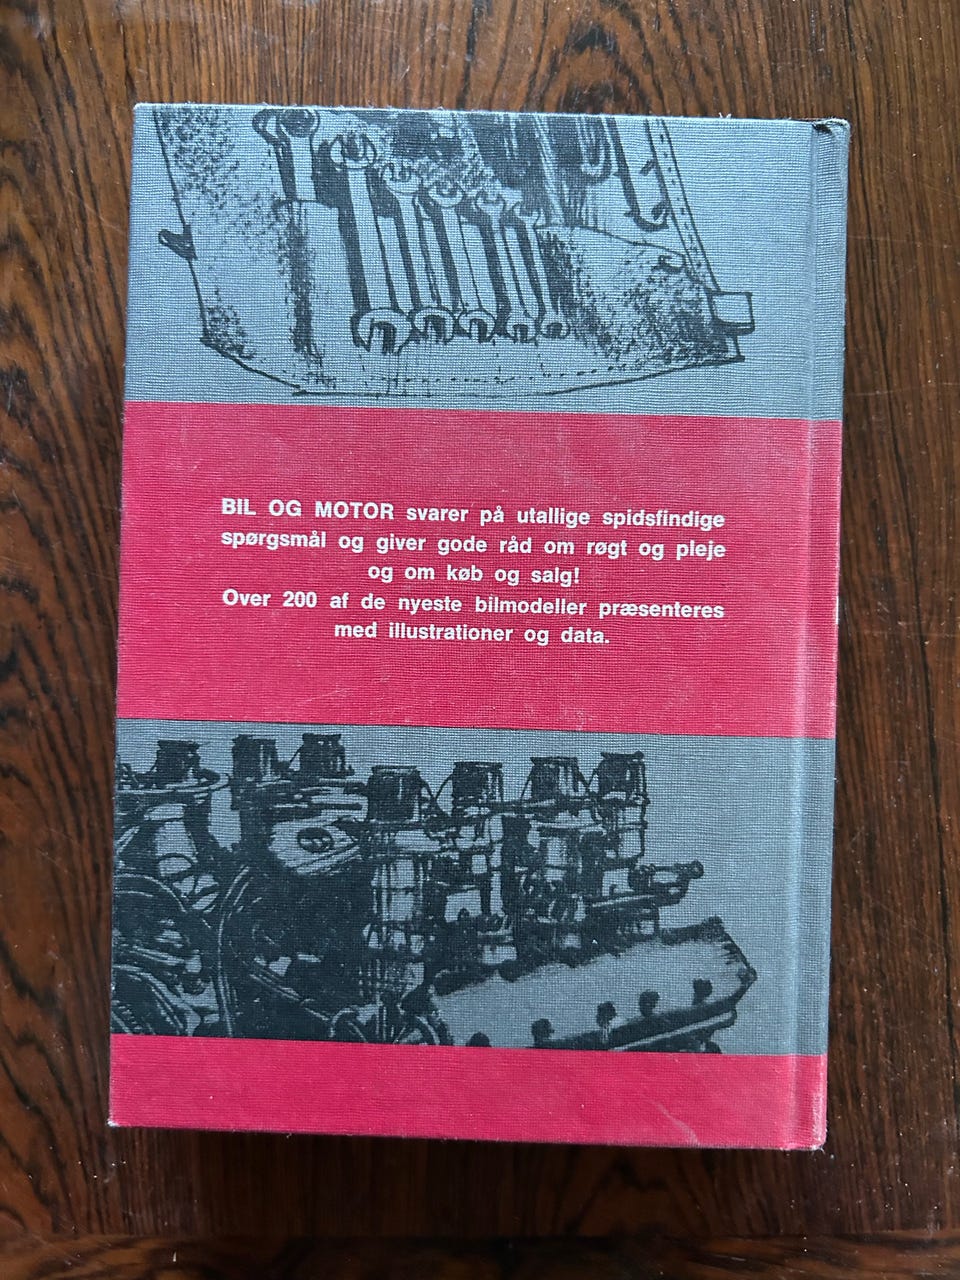 BIL OG MOTOR svarer på utallige spidsfindige
spørgsmål og giver gode råd om røgt og pleje
og om køb og salg!
Over 200 af de nyeste bilmodeller præsenteres
med illustrationer og data.